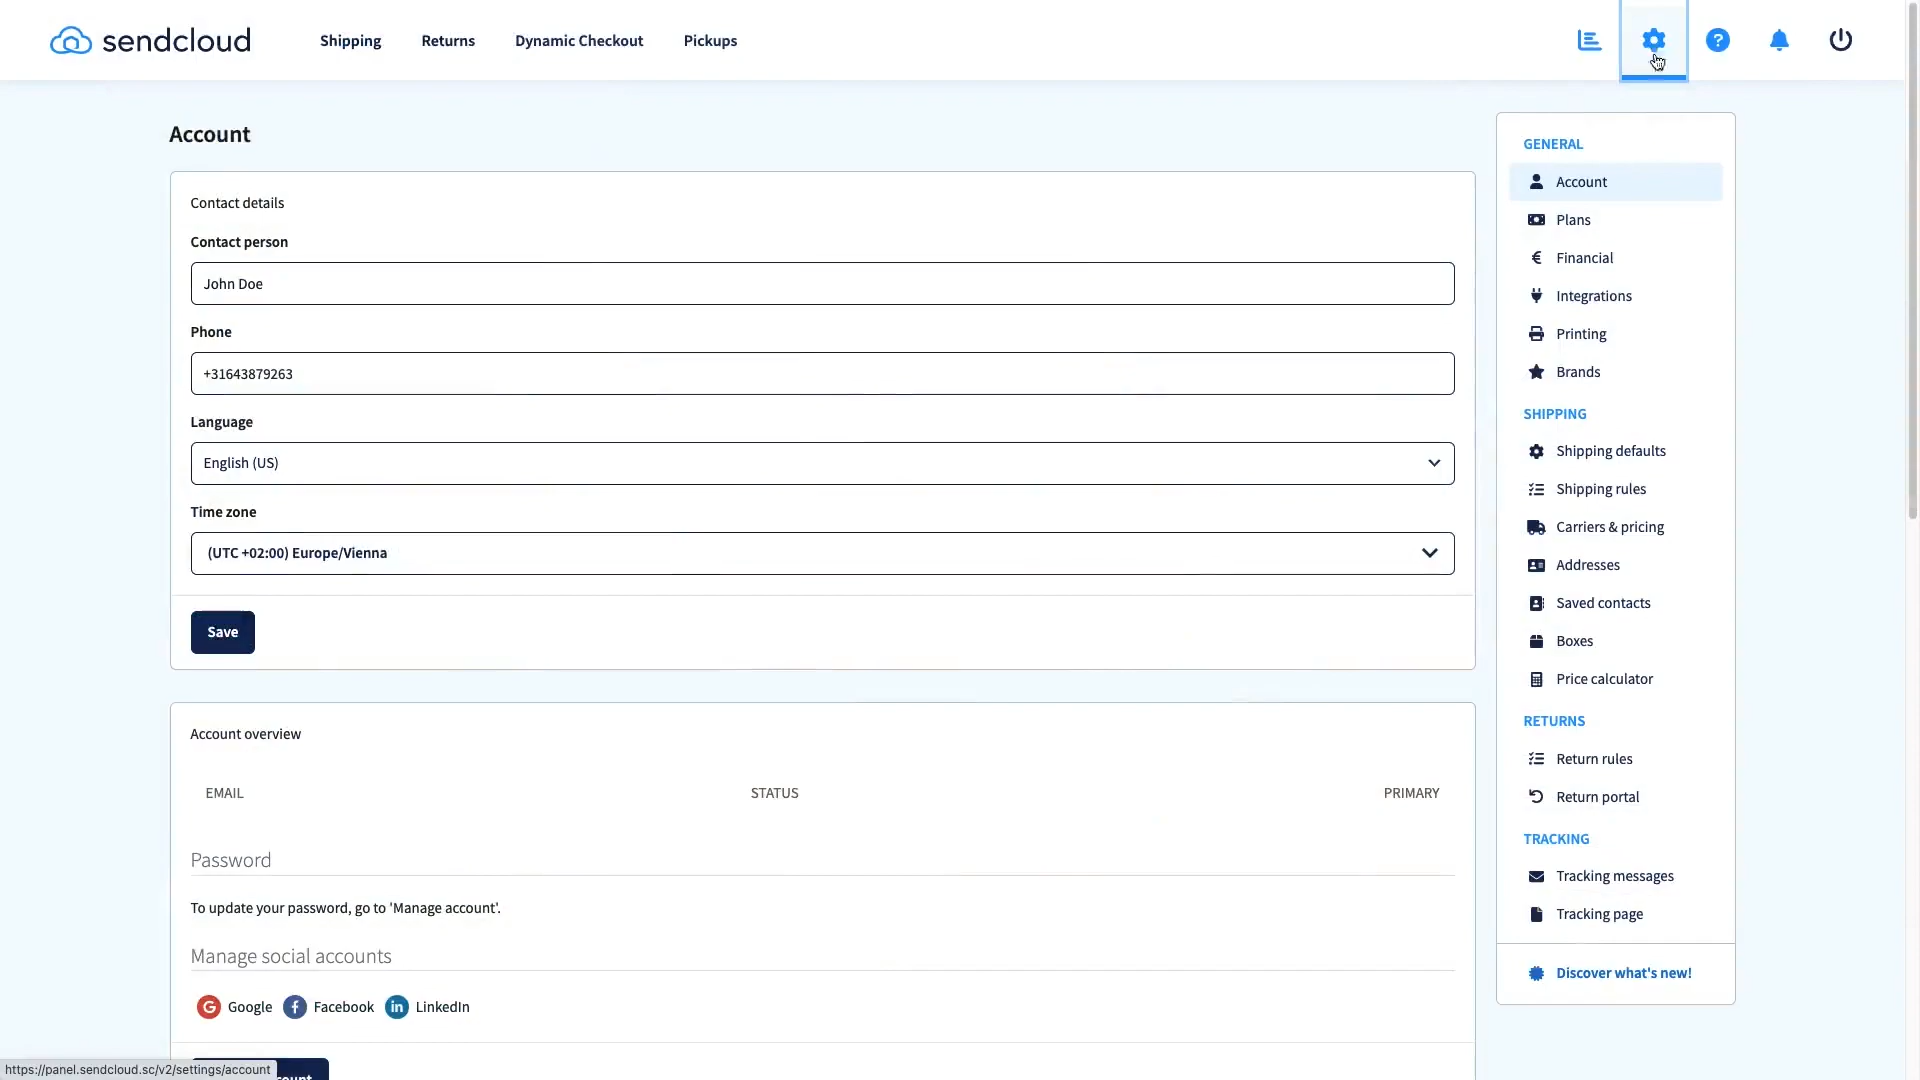 sendcloud
Shipping
Returns
Dynamic Checkout
Pickups
?
Account
Contact details
Contact person
John Doe
Phone
+31643879263
Language
English (US)
Time zone
(UTC +02:00) Europe/Vienna
Save
Account overview
EMAIL
STATUS
PRIMARY
Password
To update your password, go to 'Manage account'.
Manage social accounts
G Google
f Facebook
in LinkedIn
https://panel.sendcloud.sc/v2/settings/account
GENERAL
Account
Plans
€ Financial
Integrations
Printing
Brands
SHIPPING
Shipping defaults
Shipping rules
Carriers & pricing
Addresses
Saved contacts
Boxes
Price calculator
RETURNS
Return rules
Return portal
TRACKING
Tracking messages
Tracking page
Discover what's new!